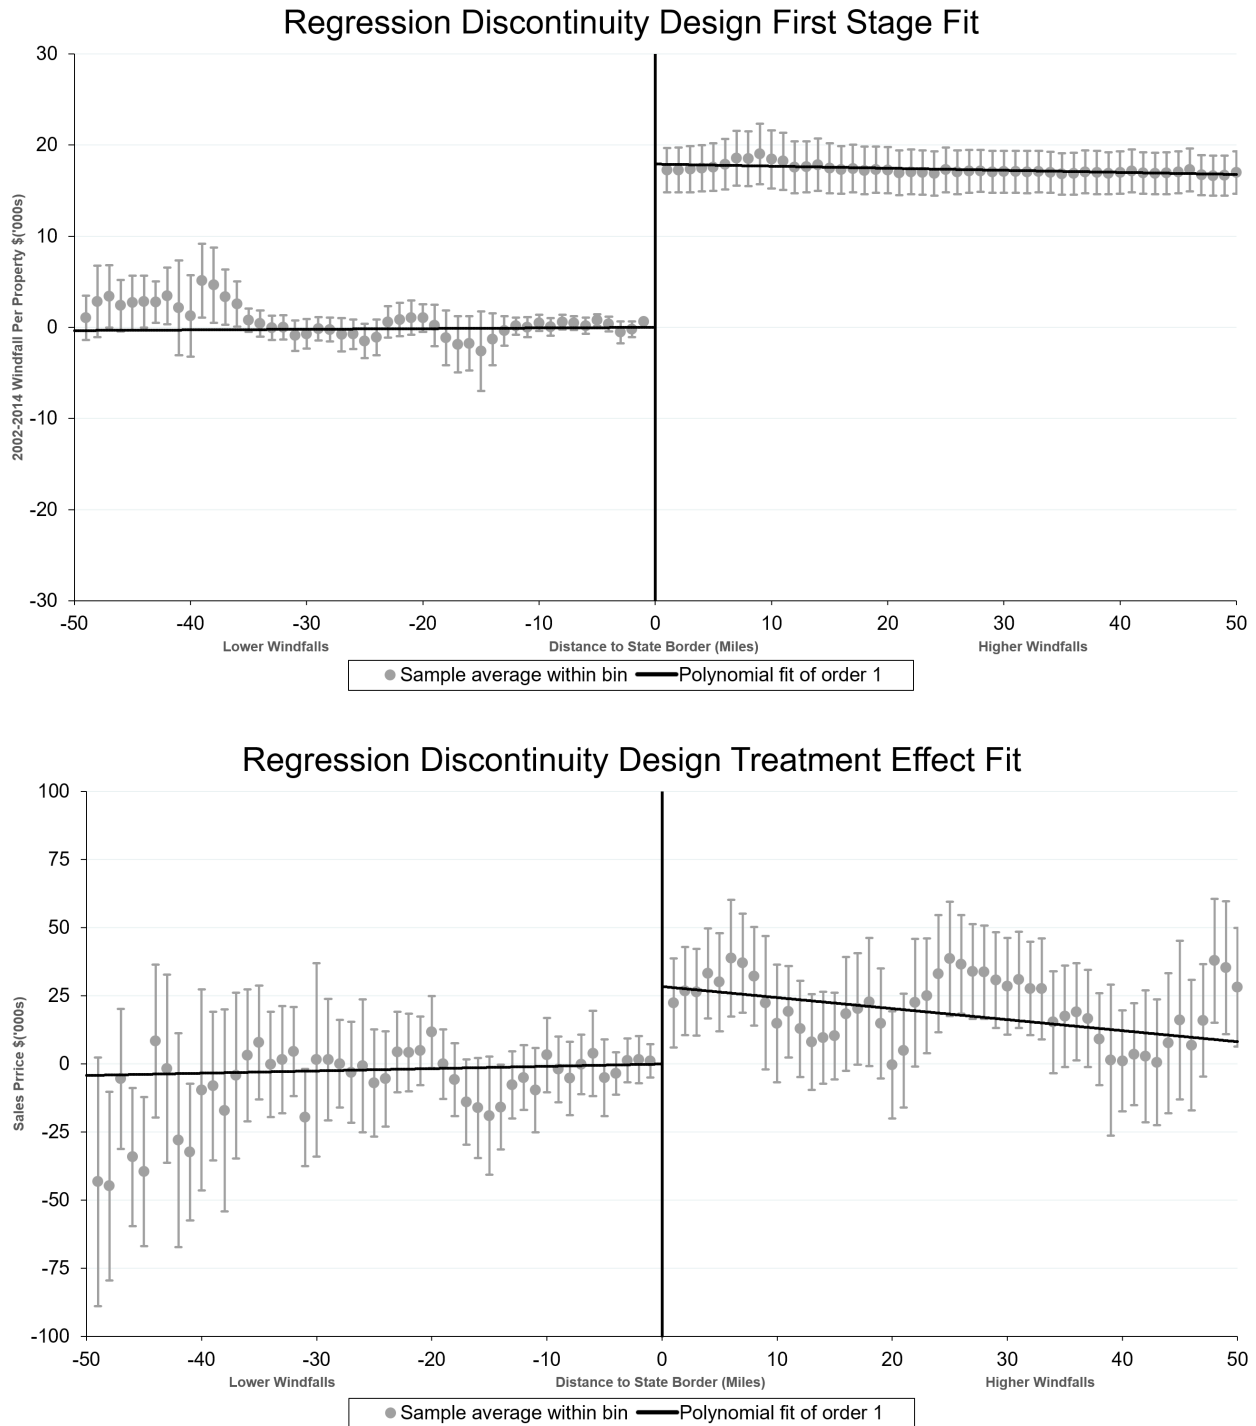 Regression Discontinuity Design First Stage Fit
30
20
10
0
-10
-20
-30
2002-2014 Windfall Per Property $('000s)
-50 -40 -30 -20 -10 0 10 20 30 40 50
Lower Windfalls Distance to State Border (Miles) Higher Windfalls
Sample average within bin Polynomial fit of order 1
Regression Discontinuity Design Treatment Effect Fit
100
75
50
25
0
-25
-50
-75
-100
Sales Prrice $('000s)
-50 -40 -30 -20 -10 0 10 20 30 40 50
Lower Windfalls Distance to State Border (Miles) Higher Windfalls
Sample average within bin Polynomial fit of order 1